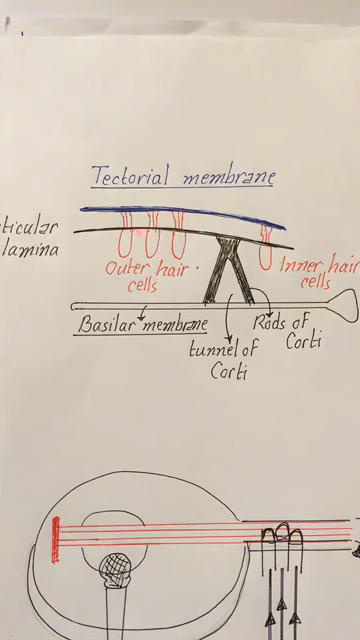 Tectorial membrane
ticular
lamina
Outer hair
cells
Inner hair
cells
Basilar membrane
Rods of
Corti
tunnel of
Corti